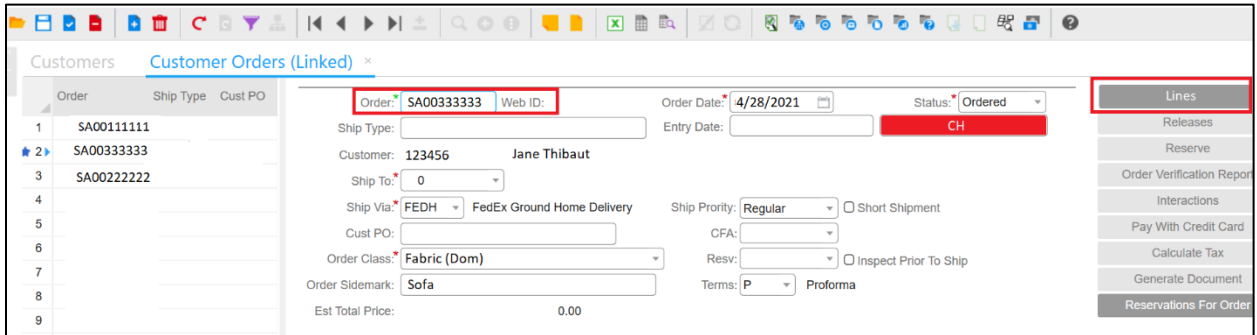 Customers Customer Orders (Linked) ×
Order Ship Type Cust PO
1 SA00111111
2 SA00333333
3 SA00222222
4
5
6
7
8
9
Order:* SA00333333 Web ID: Order Date:* 4/28/2021 Status:* Ordered
Ship Type: Entry Date: CH
Customer: 123456 Jane Thibaut
Ship To:* 0
Ship Via:* FEDH FedEx Ground Home Delivery Ship Prority: Regular Short Shipment
Cust PO: CFA:
Order Class:* Fabric (Dom) Resv: Inspect Prior To Ship
Order Sidemark: Sofa Terms: P Proforma
Est Total Price: 0.00
Lines
Releases
Reserve
Order Verification Report
Interactions
Pay With Credit Card
Calculate Tax
Generate Document
Reservations For Order